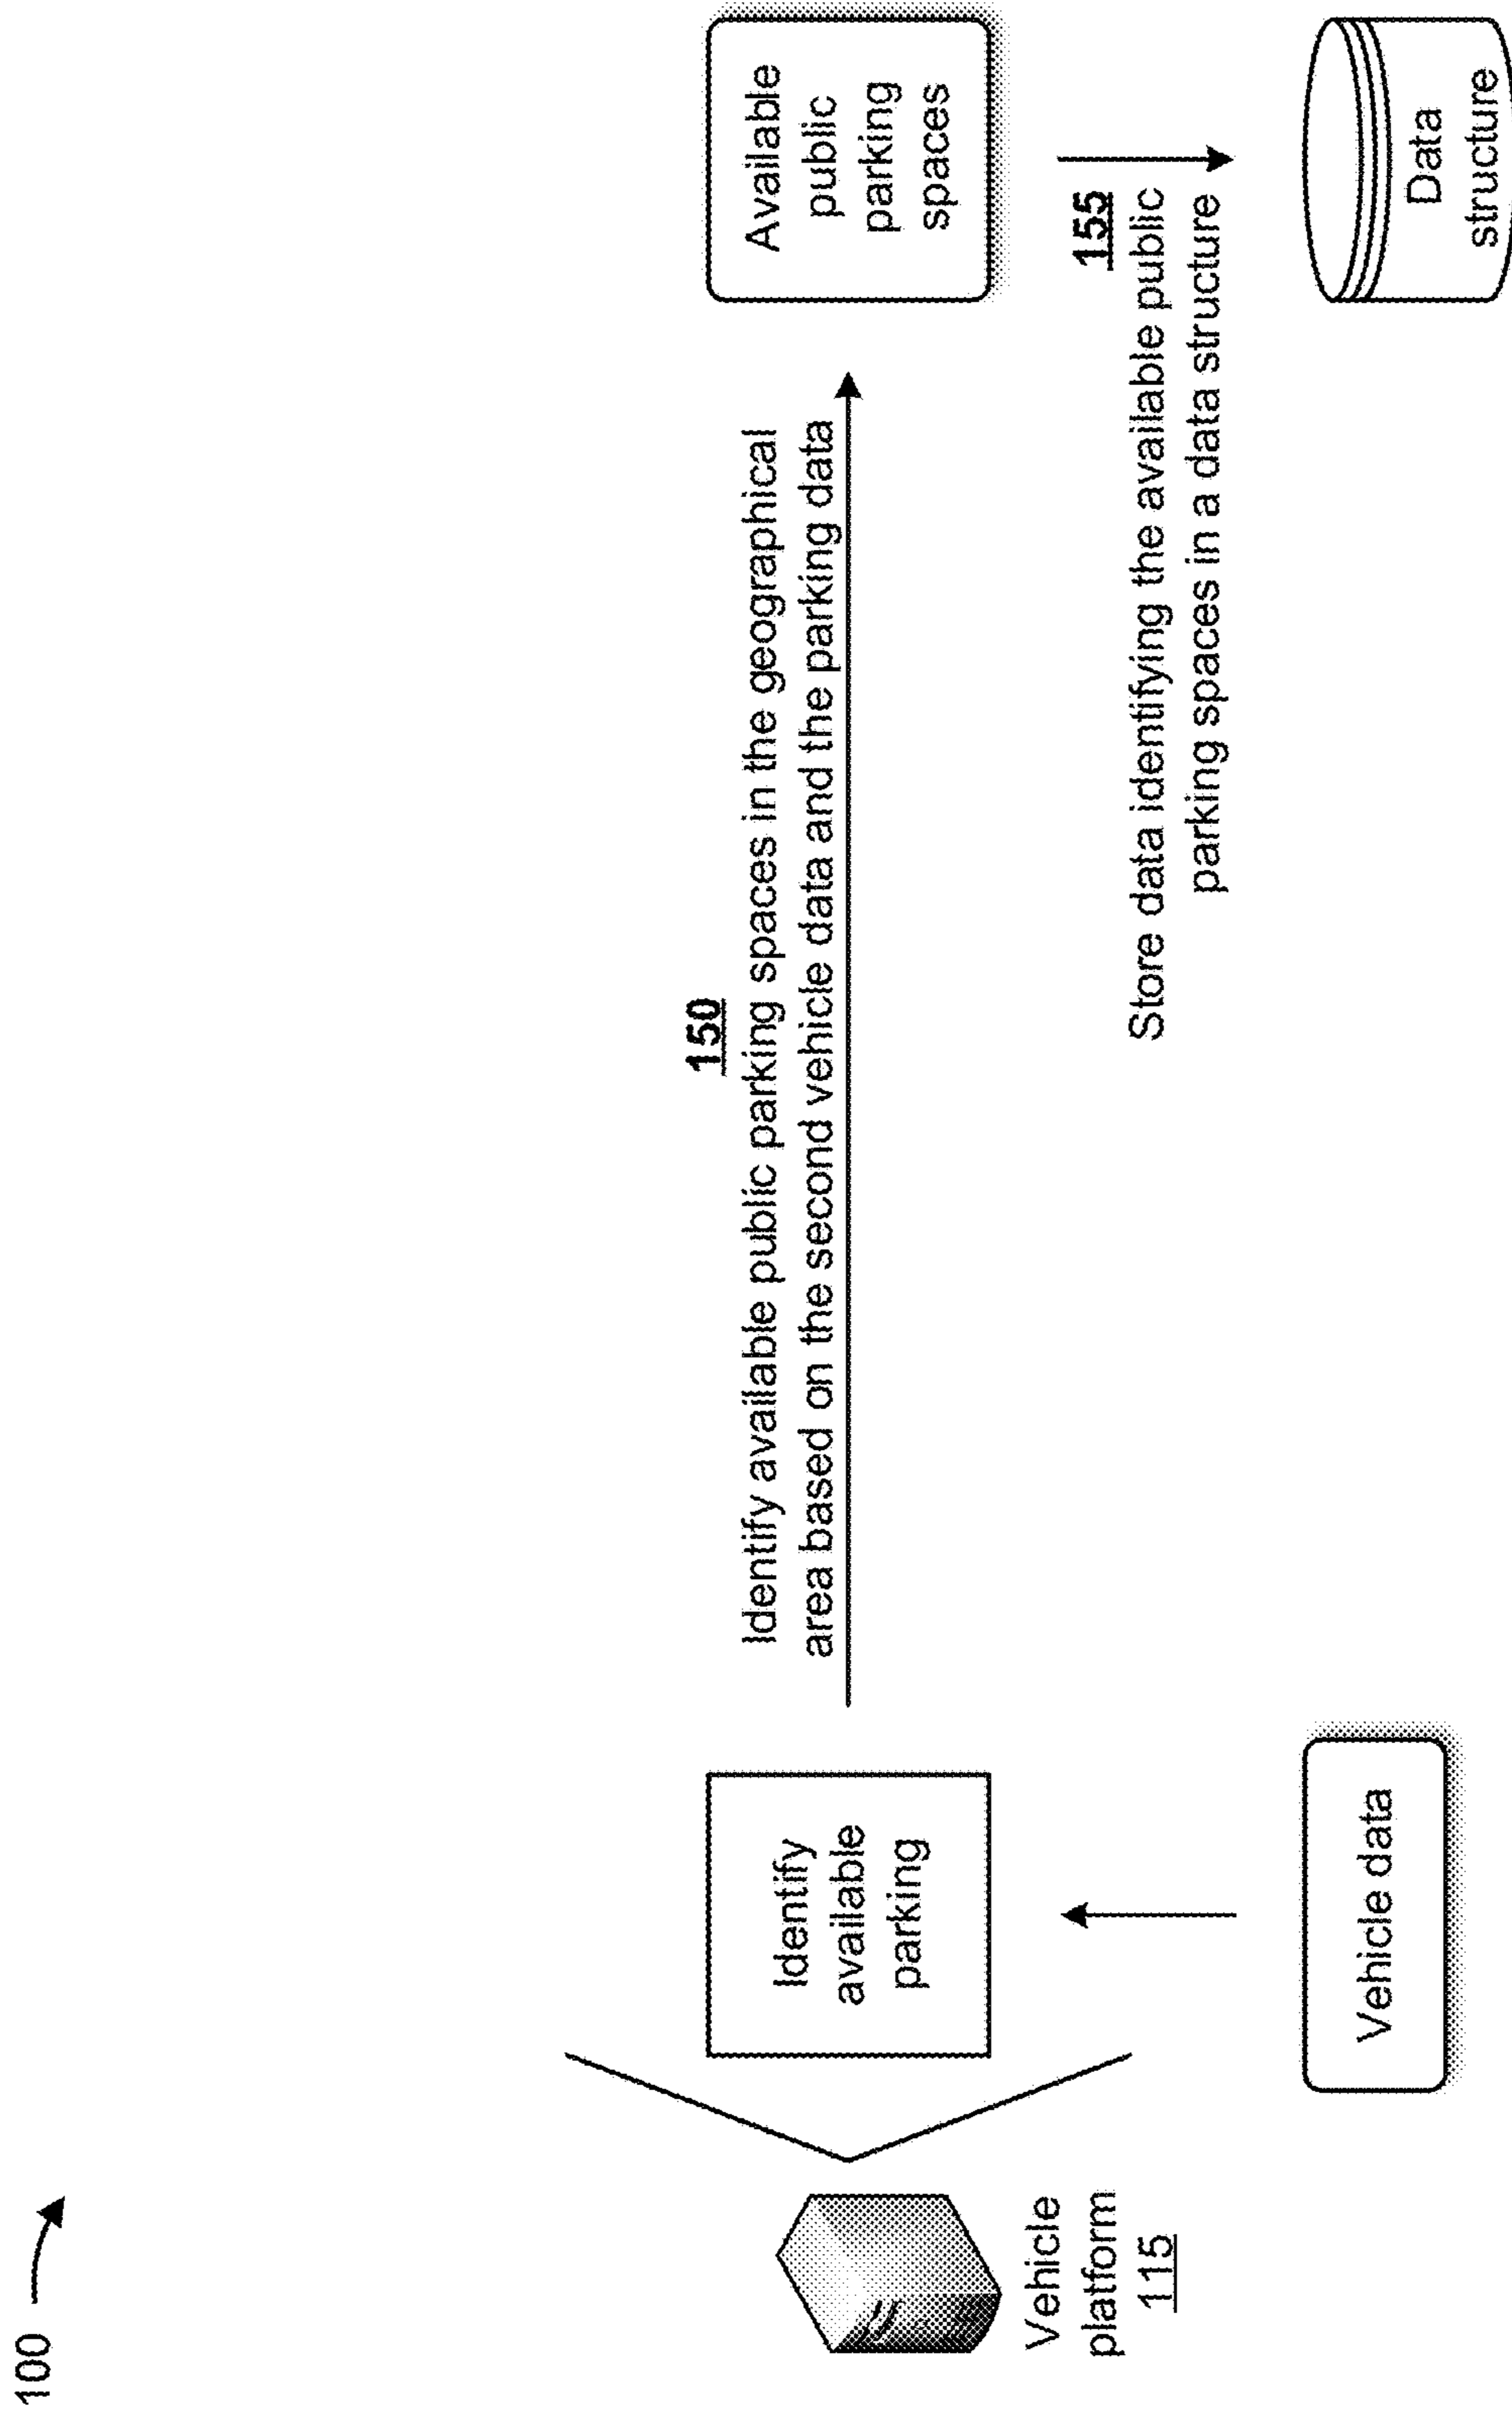 100
150
Identify available public parking spaces in the geographical
area based on the second vehicle data and the parking data
Identify
available
parking
Available
public
parking
spaces
Vehicle
platform
115
155
Store data identifying the available public
parking spaces in a data structure
Vehicle data
Data
structure